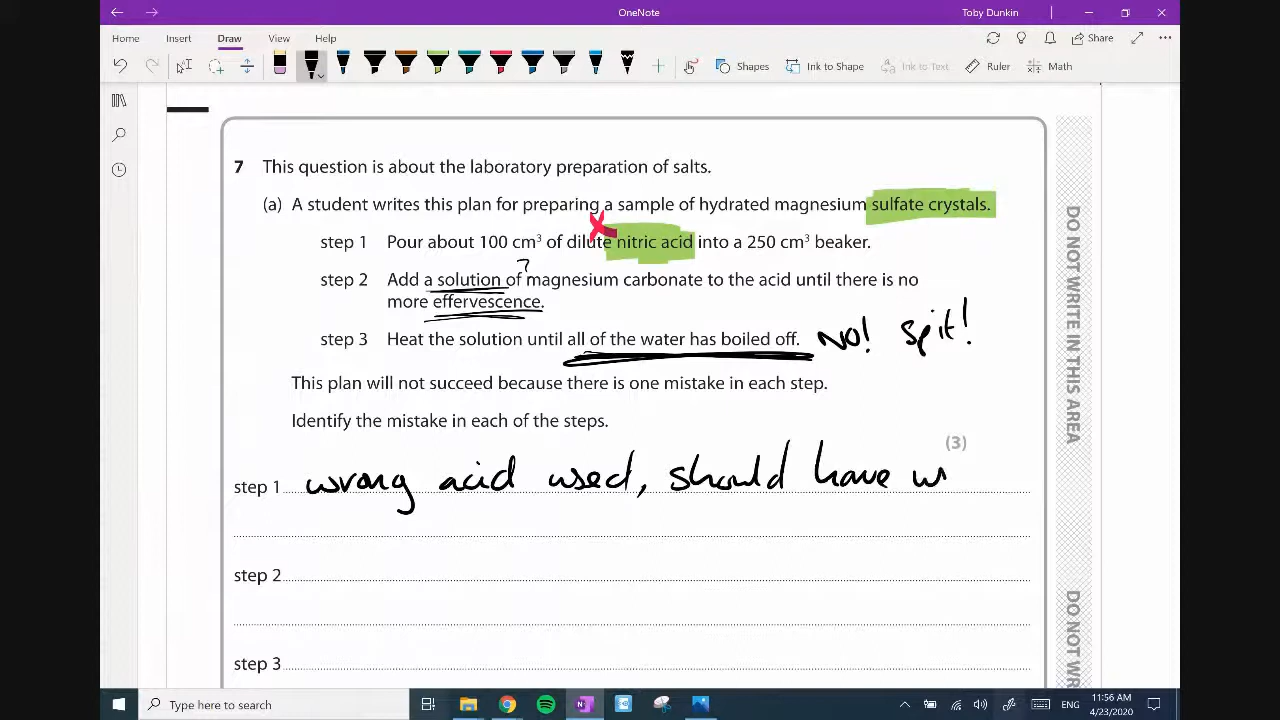 OneNote
Toby Dunkin
Home Insert Draw View Help
Share
Shapes Ink to Shape Ink to Text Ruler Math
7 This question is about the laboratory preparation of salts.
(a) A student writes this plan for preparing a sample of hydrated magnesium sulfate crystals.
step 1 Pour about 100 cm³ of dilute nitric acid into a 250 cm³ beaker.
?
step 2 Add a solution of magnesium carbonate to the acid until there is no
more effervescence.
step 3 Heat the solution until all of the water has boiled off. NO! Spit!
This plan will not succeed because there is one mistake in each step.
Identify the mistake in each of the steps.
(3)
step 1 wrong acid used, should have
step 2
step 3
DO NOT WRITE IN THIS AREA
DO NOT WR
Type here to search
ENG
11:56 AM
4/23/2020